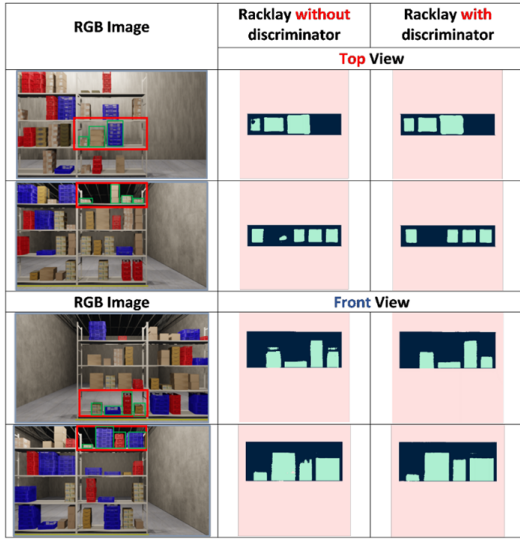 RGB Image
Racklay without
discriminator
Racklay with
discriminator
Top View
RGB Image
Front View